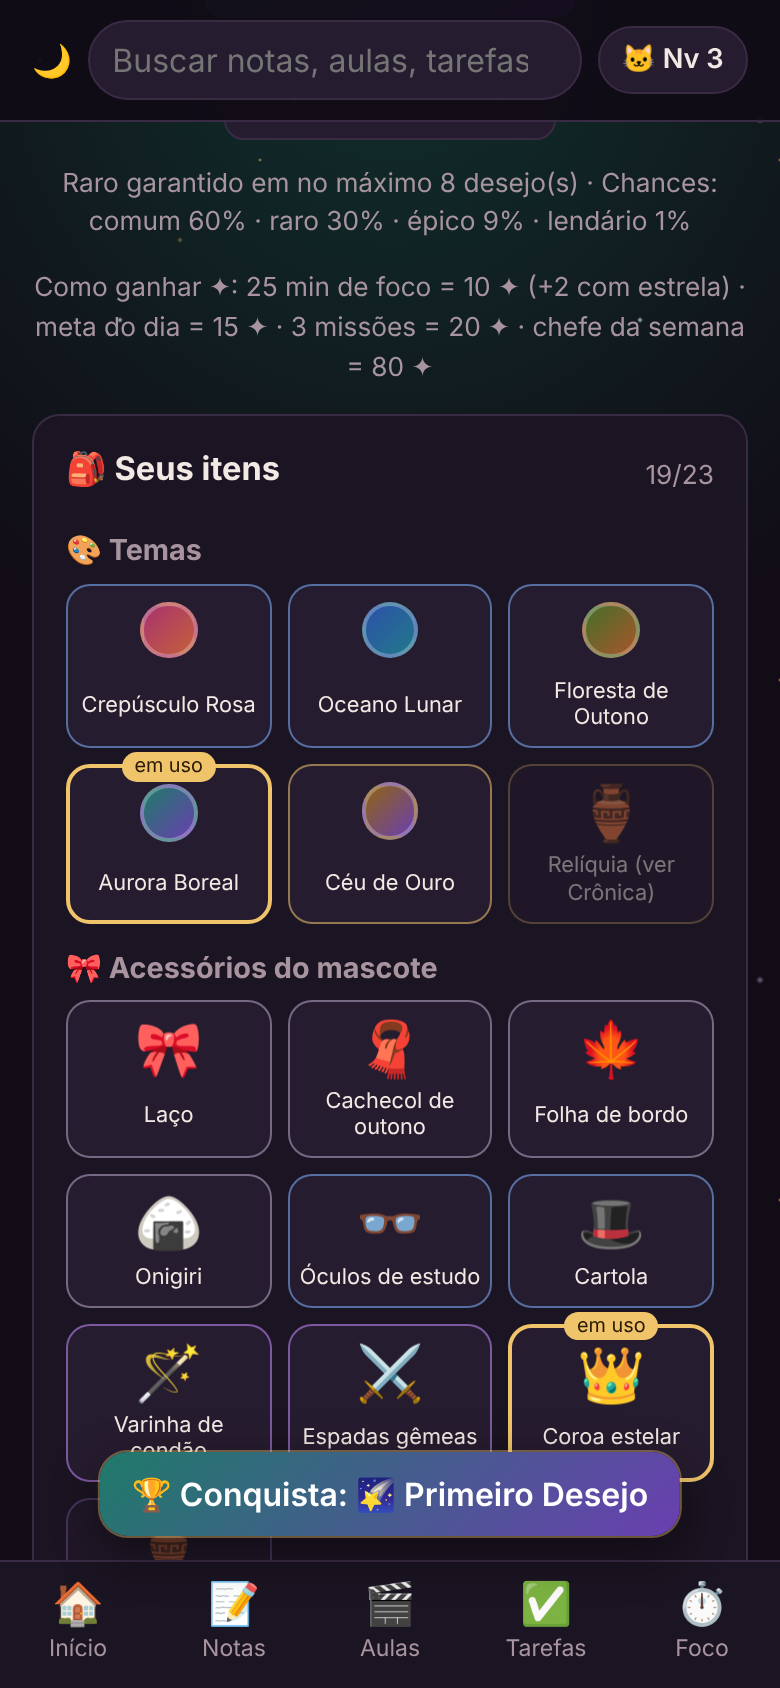 Buscar notas, aulas, tarefas
Nv 3
Raro garantido em no máximo 8 desejo(s) · Chances:
comum 60% · raro 30% · épico 9% · lendário 1%
Como ganhar ✦: 25 min de foco = 10 ✦ (+2 com estrela) ·
meta do dia = 15 ✦ · 3 missões = 20 ✦ · chefe da semana
= 80 ✦
Seus itens
19/23
Temas
Crepúsculo Rosa
Oceano Lunar
Floresta de
Outono
em uso
Aurora Boreal
Céu de Ouro
Relíquia (ver
Crônica)
Acessórios do mascote
Laço
Cachecol de
outono
Folha de bordo
Onigiri
Óculos de estudo
Cartola
Varinha de
condão
Espadas gêmeas
em uso
Coroa estelar
Conquista: Primeiro Desejo
Início
Notas
Aulas
Tarefas
Foco